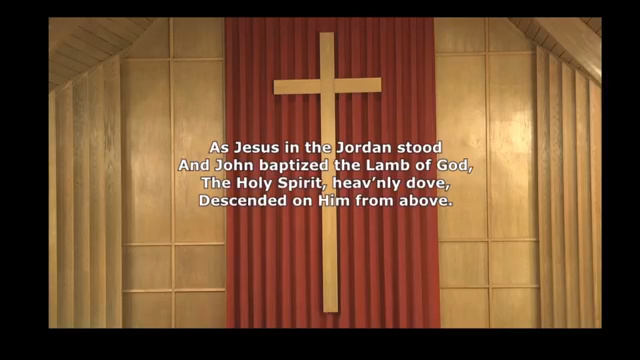 As Jesus in the Jordan stood
And John baptized the Lamb of God,
The Holy Spirit, heav’nly dove,
Descended on Him from above.